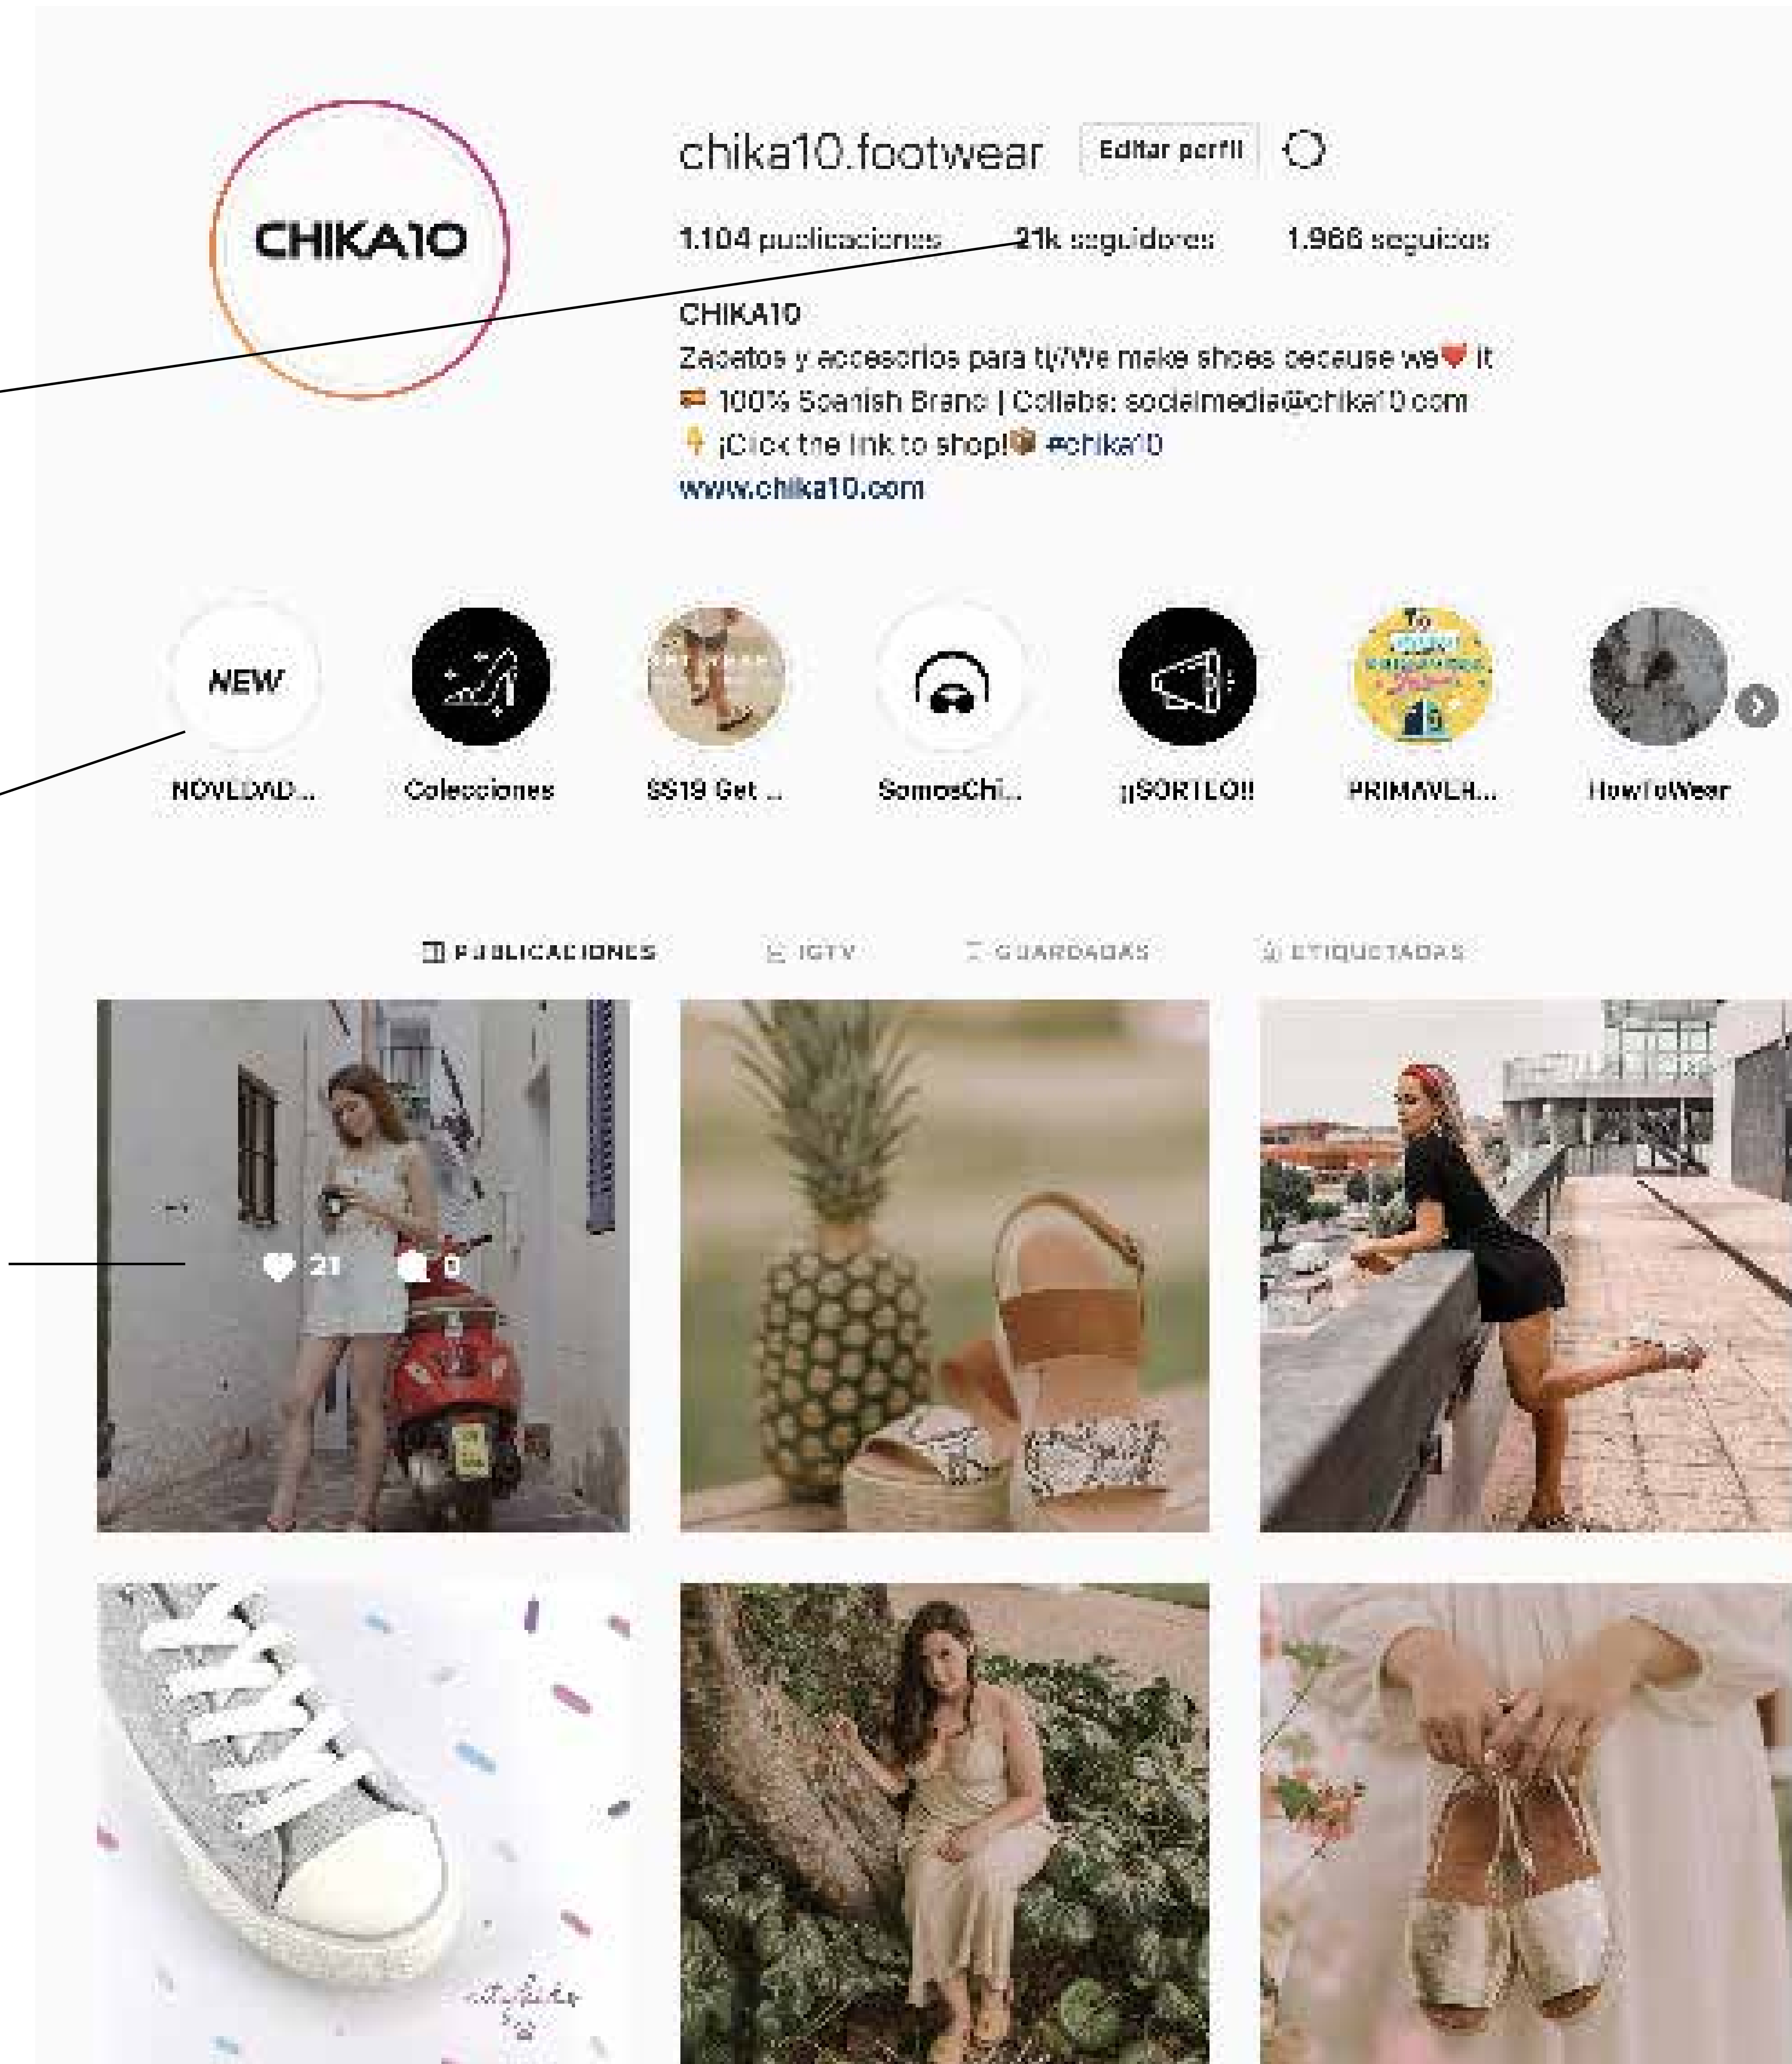 chika10.footwear Editar perfil
CHIKA10
1.104 publicaciones 21k seguidores 1.966 seguidos
CHIKA10
Zapatos y accesorios para ti//We make shoes because we❤️ it
🇪🇸 100% Spanish Brand | Collabs: socialmedia@chika10.com
👇 ¡Click the link to shop!📦 #chika10
www.chika10.com
NEW
NOVEDAD... Colecciones SS19 Get ... SomosChi... ¡¡SORTEO!! PRIMAVER... HowToWear
PUBLICACIONES IGTV GUARDADAS ETIQUETADAS
21 0